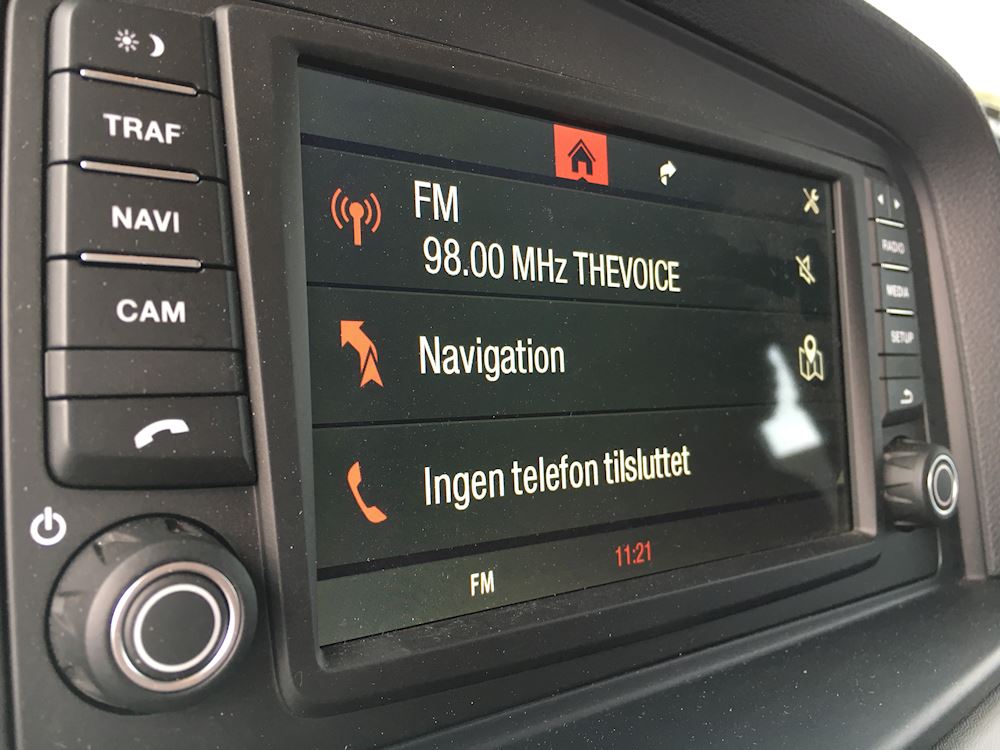 TRAF
NAVI
CAM
FM
98.00 MHz THEVOICE
Navigation
Ingen telefon tilsluttet
FM
11:21
RADIO
MEDIA
SETUP